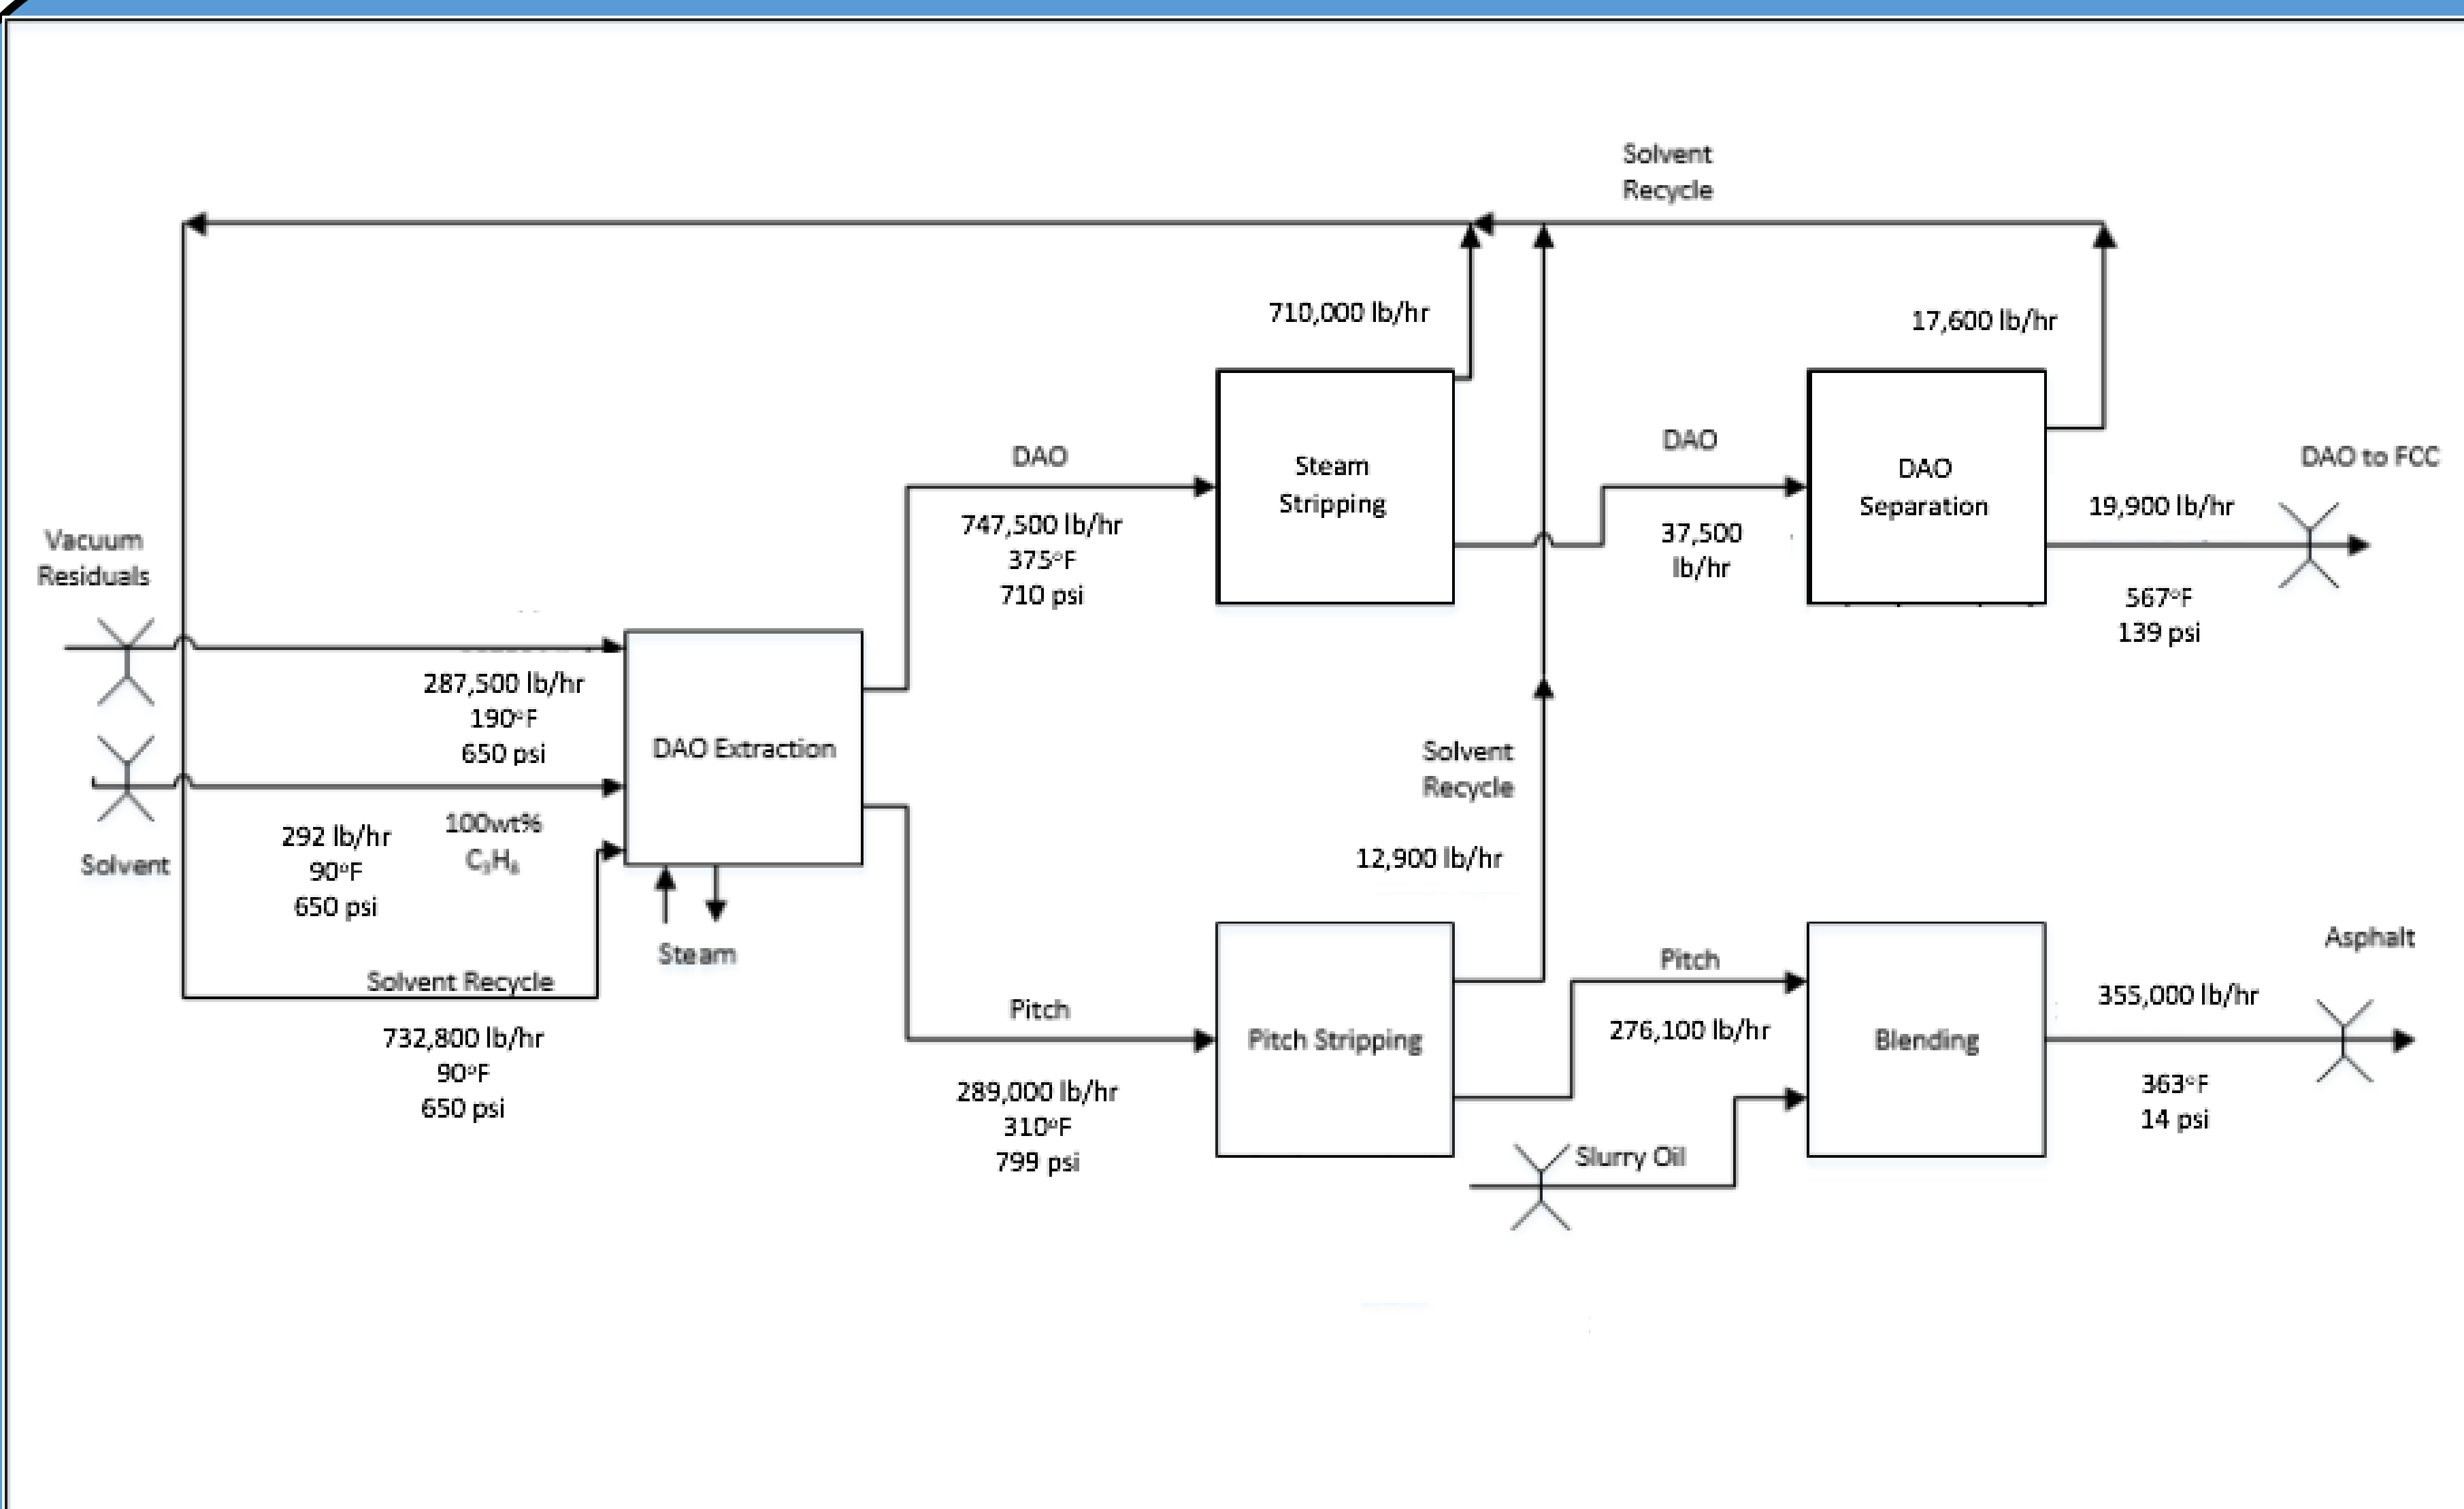 Solvent
Recycle
710,000 lb/hr
17,600 lb/hr
DAO
747,500 lb/hr
375°F
710 psi
Steam
Stripping
DAO
37,500
lb/hr
DAO
Separation
DAO to FCC
19,900 lb/hr
567°F
139 psi
Vacuum
Residuals
287,500 lb/hr
190°F
650 psi
DAO Extraction
100wt%
292 lb/hr
90°F
650 psi
Solvent
Steam
Solvent Recycle
732,800 lb/hr
90°F
650 psi
Solvent
Recycle
12,900 lb/hr
Pitch
289,000 lb/hr
310°F
799 psi
Pitch Stripping
Pitch
276,100 lb/hr
Slurry Oil
Blending
Asphalt
355,000 lb/hr
363°F
14 psi